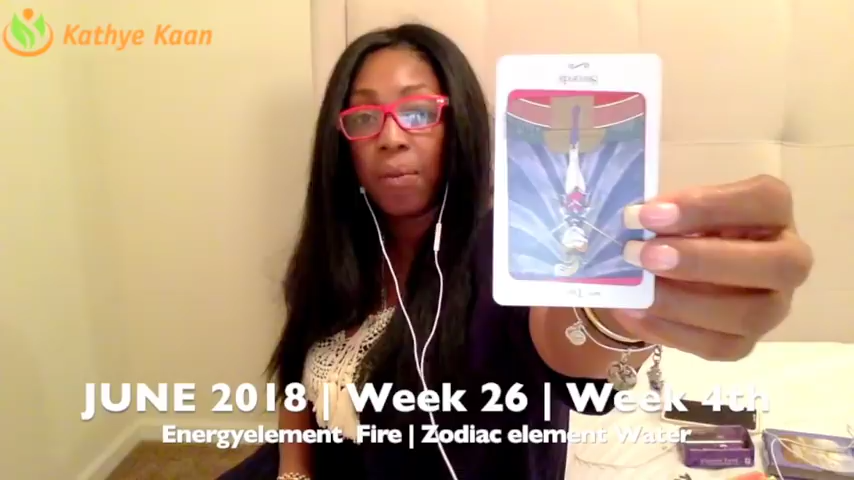 Kathye Kaan
JUNE 2018 | Week 26 | Week 4th
Energyelement Fire | Zodiac element Water